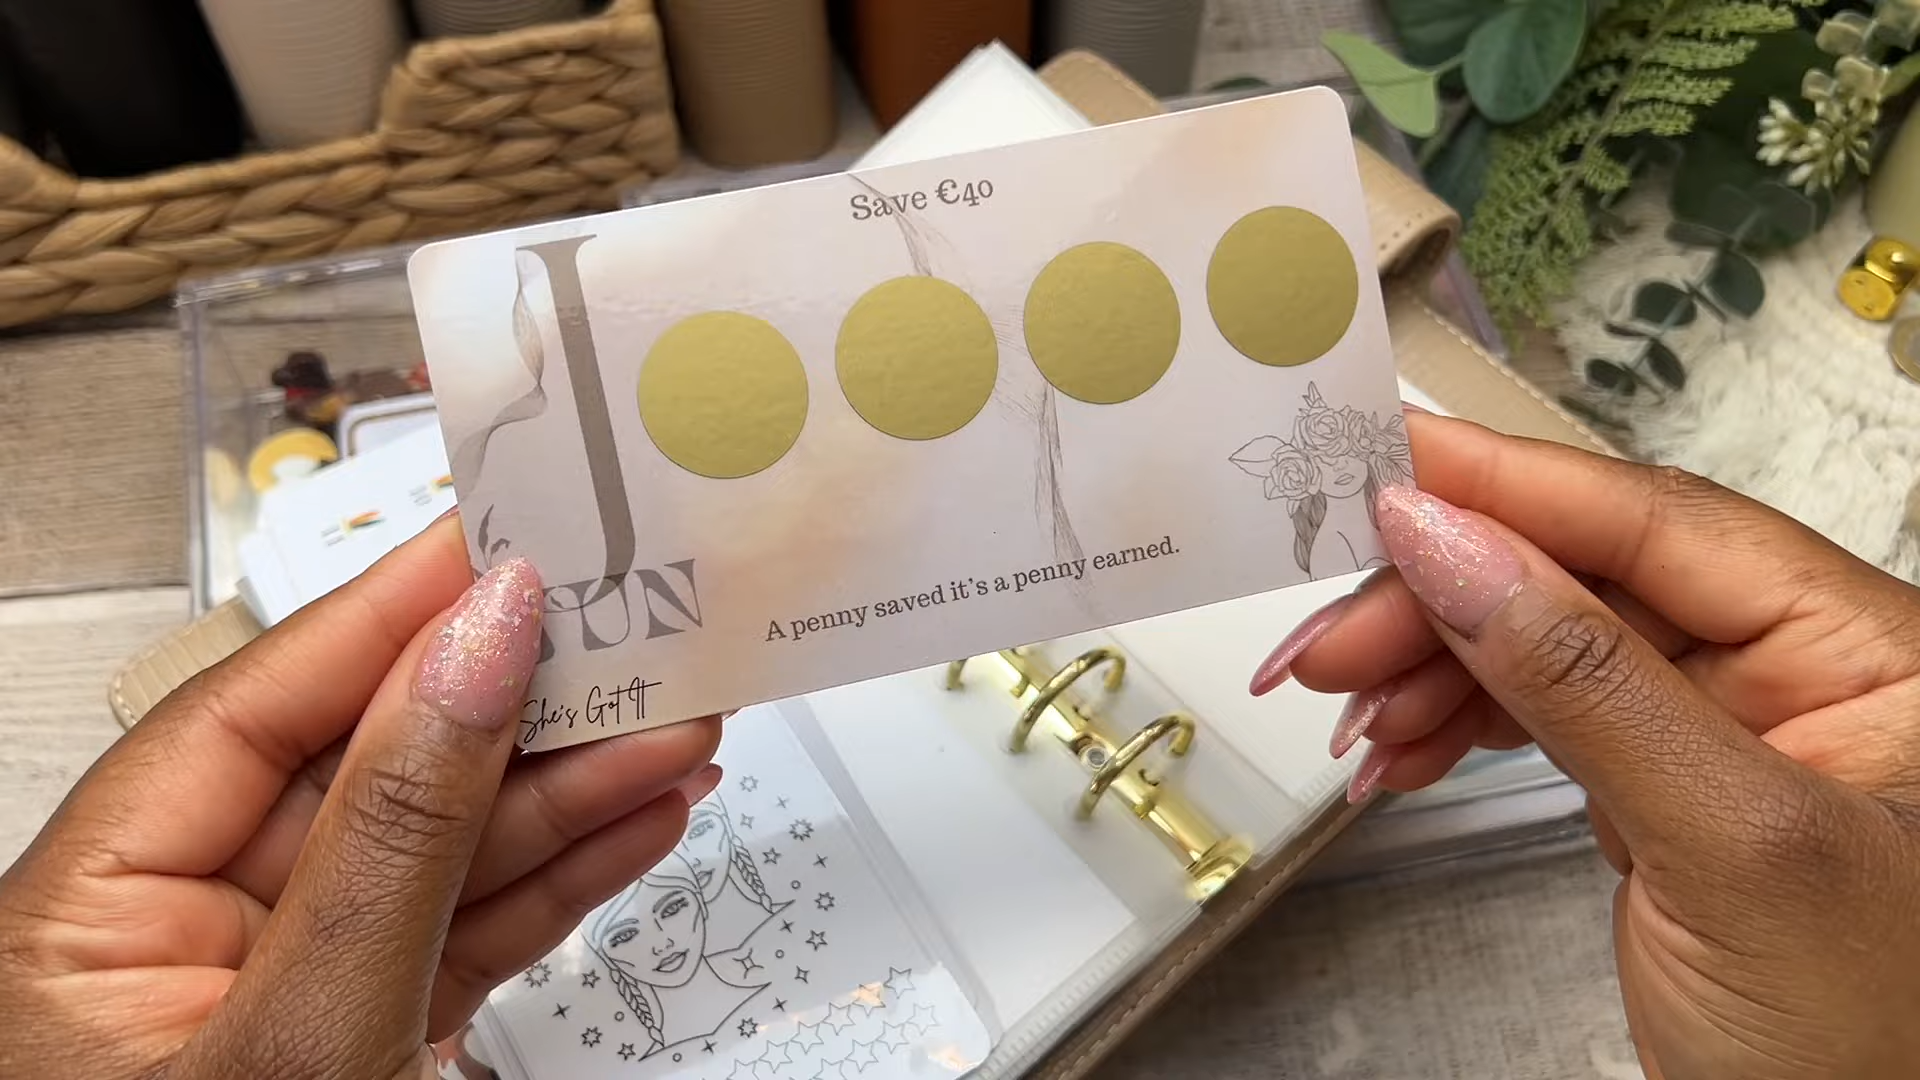 Save €40
J
JUN
A penny saved it's a penny earned.
She's Got It